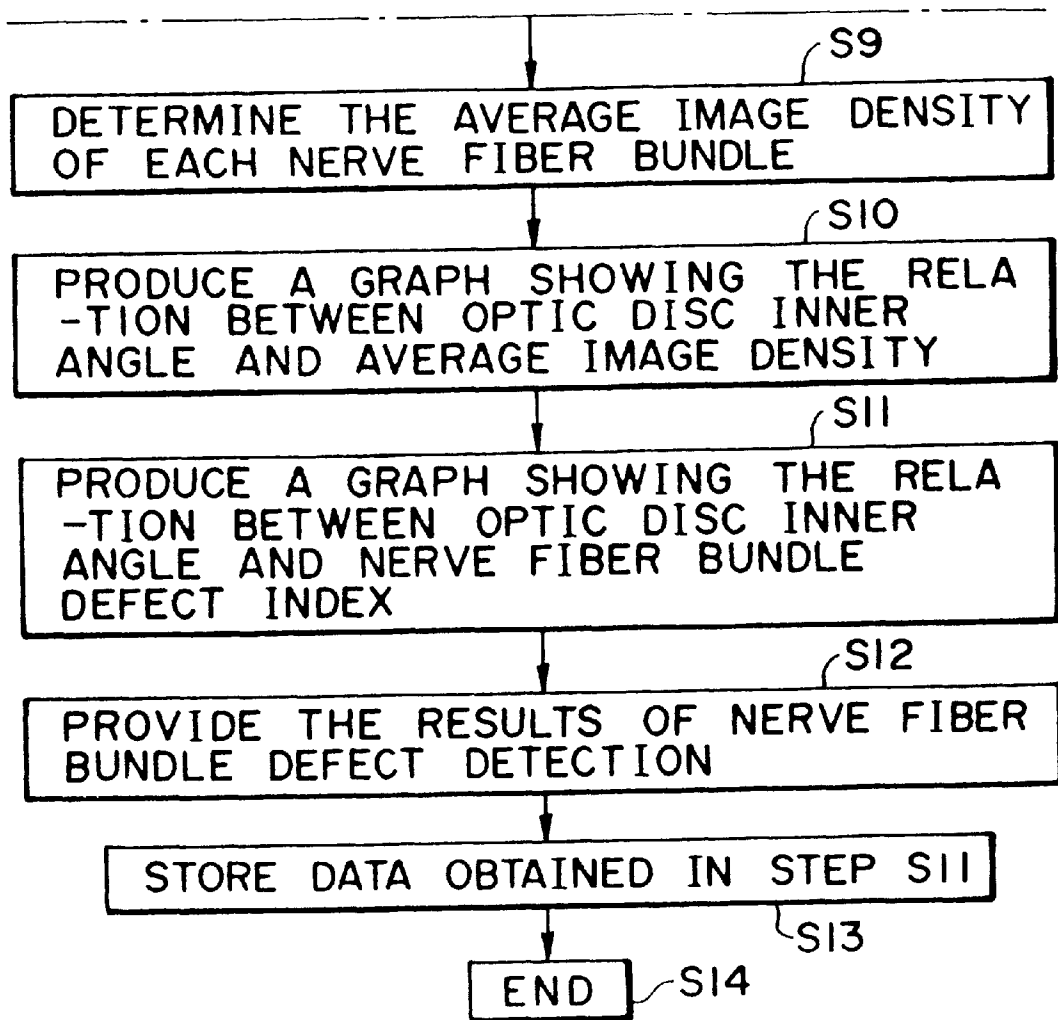 S9
DETERMINE THE AVERAGE IMAGE DENSITY
OF EACH NERVE FIBER BUNDLE
S10
PRODUCE A GRAPH SHOWING THE RELA
-TION BETWEEN OPTIC DISC INNER
ANGLE AND AVERAGE IMAGE DENSITY
S11
PRODUCE A GRAPH SHOWING THE RELA
-TION BETWEEN OPTIC DISC INNER
ANGLE AND NERVE FIBER BUNDLE
DEFECT INDEX
S12
PROVIDE THE RESULTS OF NERVE FIBER
BUNDLE DEFECT DETECTION
STORE DATA OBTAINED IN STEP S11
S13
END
S14